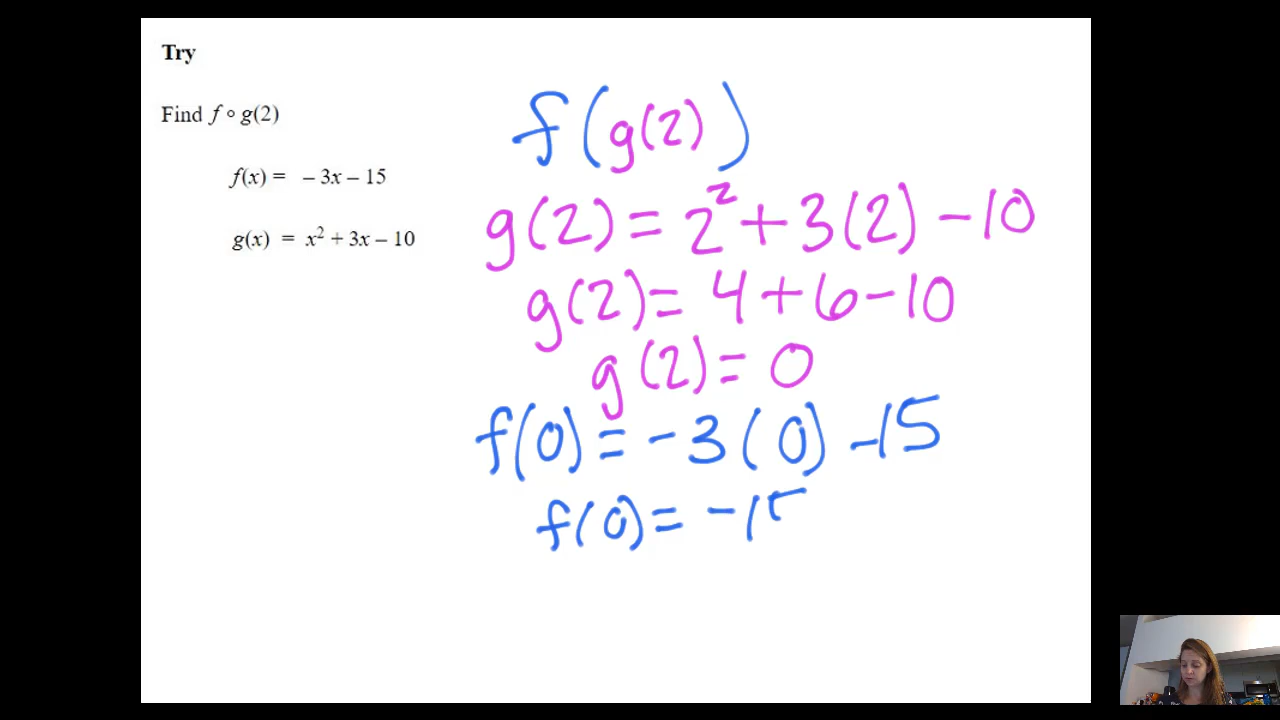 Try
Find f ∘ g(2)
f(x) = – 3x – 15
g(x) = x² + 3x – 10
f(g(2))
g(2) = 2² + 3(2) - 10
g(2) = 4 + 6 - 10
g(2) = 0
f(0) = -3(0) - 15
f(0) = -15